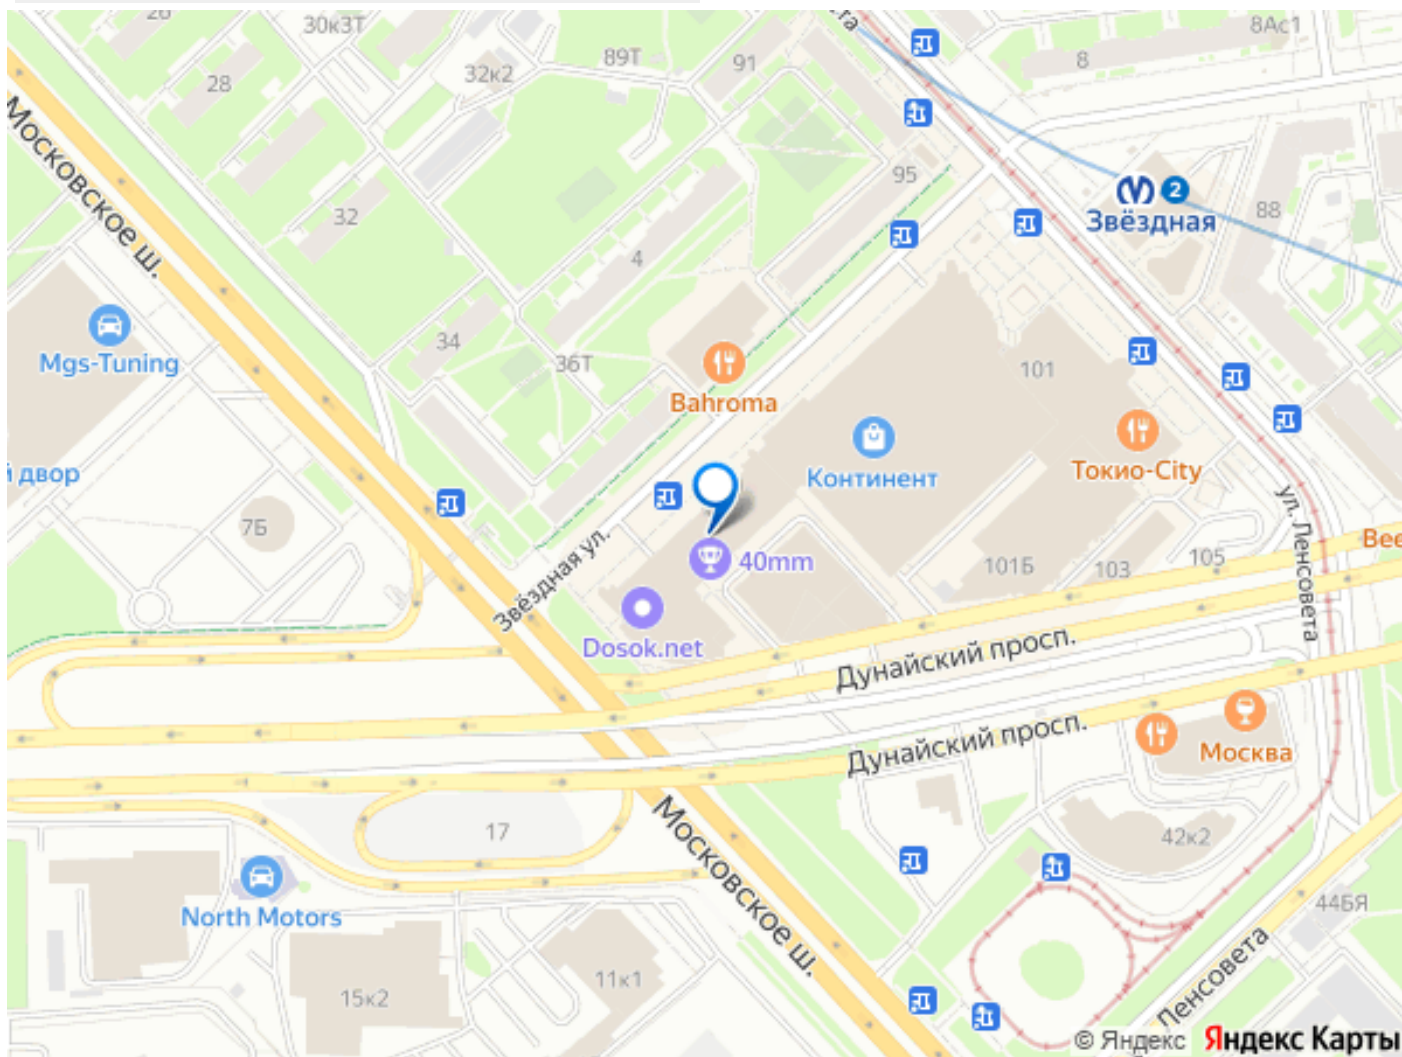 30к3Т
8Ас1
89Т
91
8
32к2
28
Московское ш.
95
2
Звёздная
88
32
4
34
36Т
Mgs-Tuning
Bahroma
101
Континент
Токио-City
й двор
7Б
Звёздная ул.
40mm
101Б
103
105
ул. Ленсовета
Bee
Dosok.net
Дунайский просп.
Дунайский просп.
Москва
17
Московское ш.
42к2
North Motors
44БЯ
Ленсовета
11к1
15к2
© Яндекс Яндекс Карты